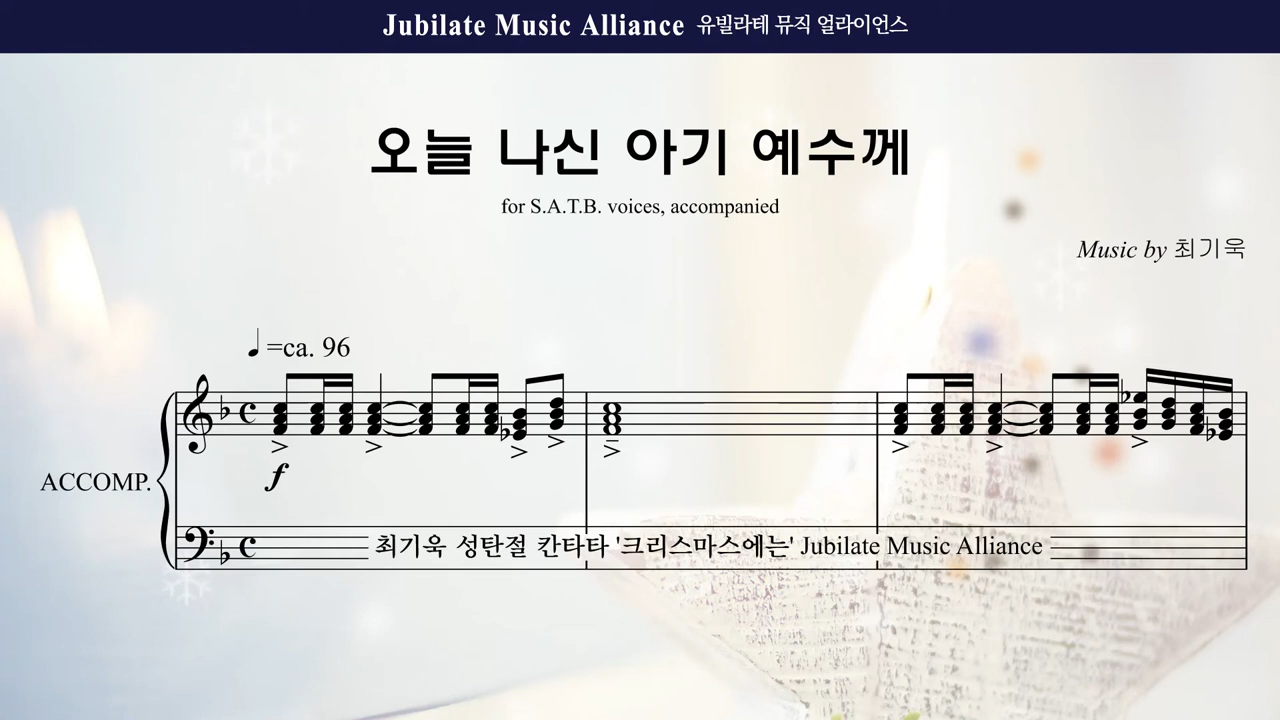 Jubilate Music Alliance 유빌라테 뮤직 얼라이언스
오늘 나신 아기 예수께
for S.A.T.B. voices, accompanied
Music by 최기욱
♩=ca. 96
f
ACCOMP.
최기욱 성탄절 칸타타 '크리스마스에는' Jubilate Music Alliance